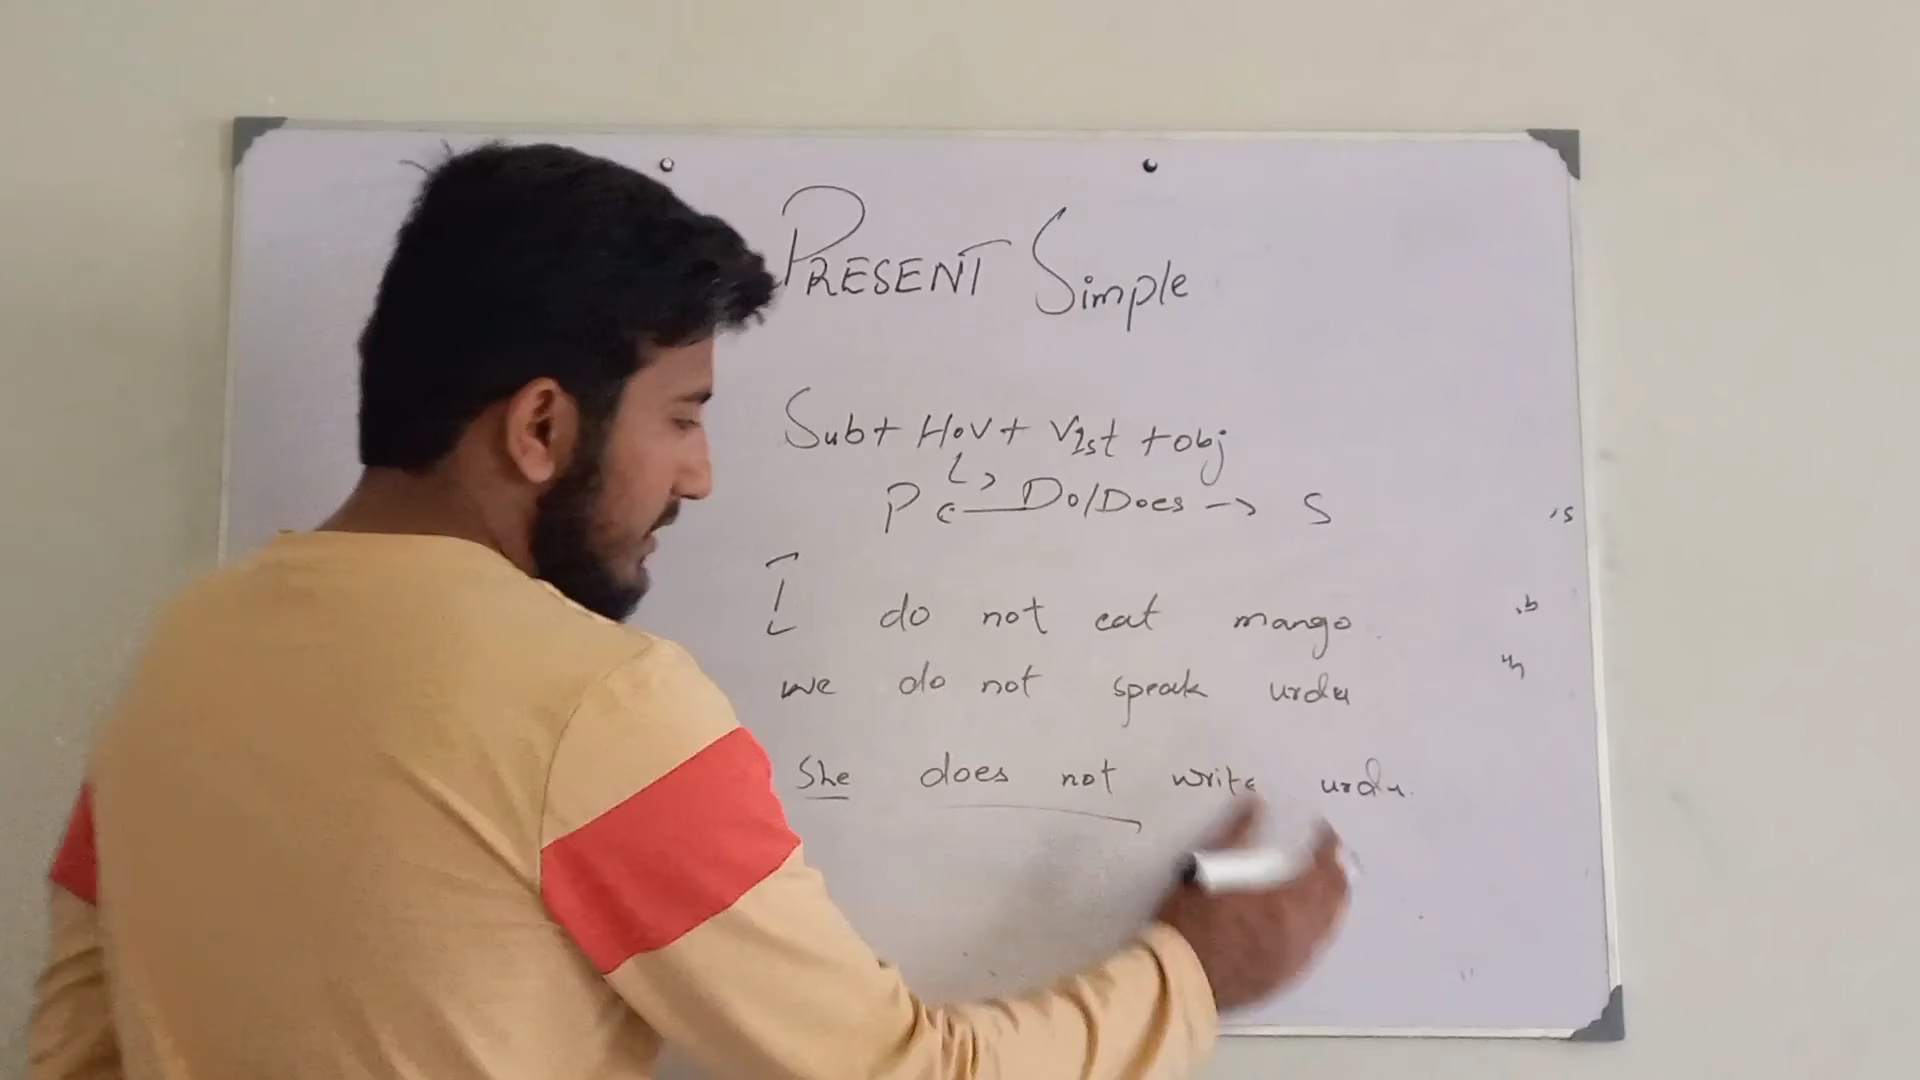 PRESENT Simple
Sub + H.V + V1st + obj
P ← Do/Does → S
I do not eat mango.
we do not speak urdu
She does not write urdu.